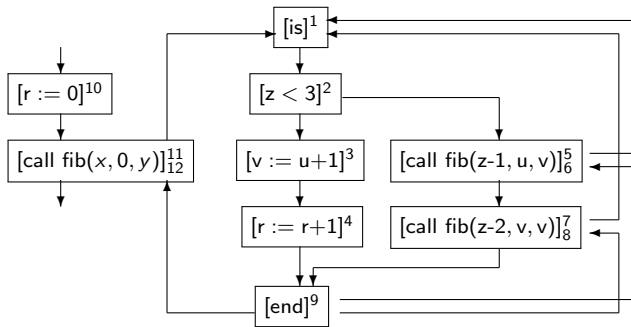 [is]¹
[r := 0]¹⁰
[z < 3]²
[call fib(x, 0, y)]¹¹₁₂
[v := u+1]³
[call fib(z-1, u, v)]⁵₆
[r := r+1]⁴
[call fib(z-2, v, v)]⁷₈
[end]⁹